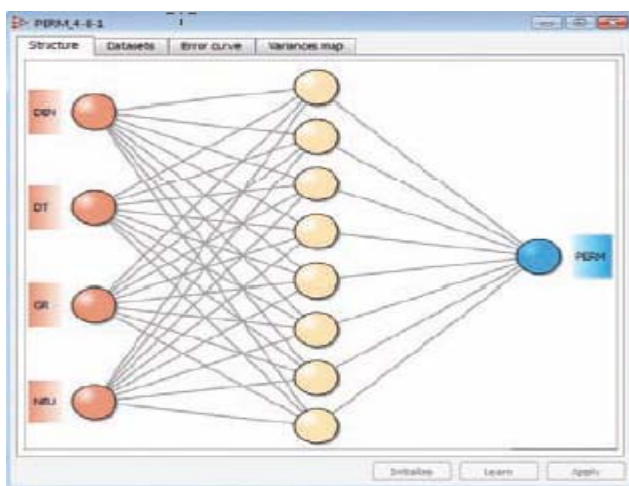 PERM_4-8-1
Structure Datasets Error curve Variances map
DEN
DT
GR
NEU
PERM
Initialize Learn Apply